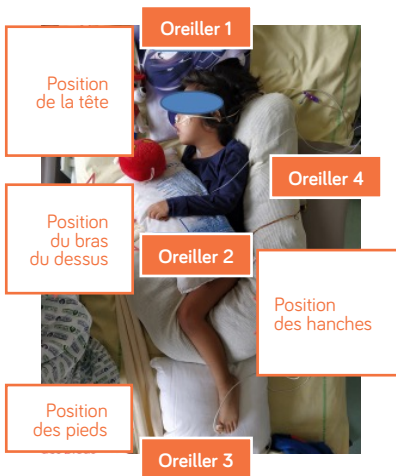 Oreiller 1
Position
de la tête
Oreiller 4
Position
du bras
du dessus
Oreiller 2
Position
des hanches
Position
des pieds
Oreiller 3